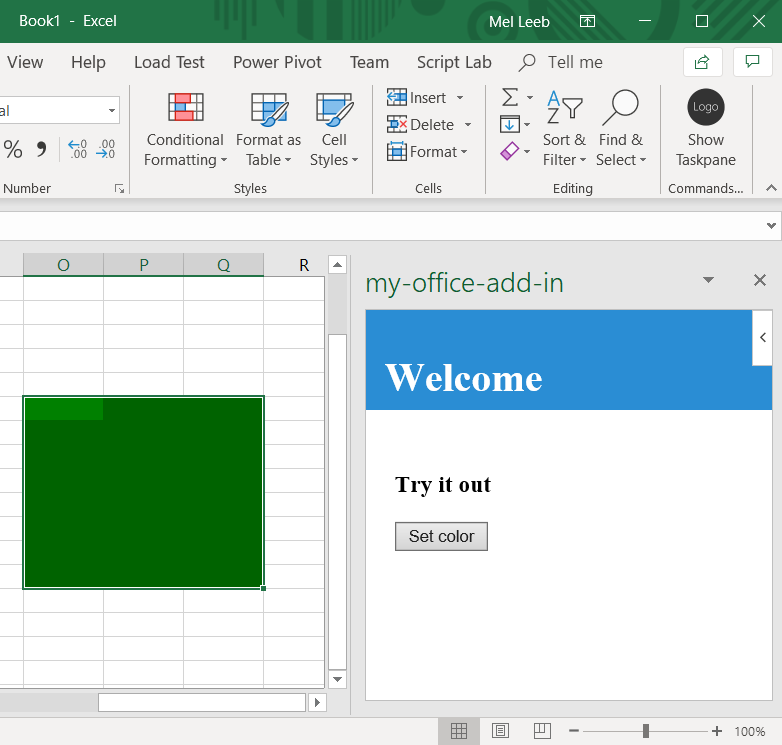 Book1 - Excel
Mel Leeb
View Help Load Test Power Pivot Team Script Lab Tell me
al
% , .00 .00
0 0
Number
Conditional
Formatting
Format as
Table
Cell
Styles
Styles
Insert
Delete
Format
Cells
Σ
A
Z
Sort &
Filter
Find &
Select
Editing
Logo
Show
Taskpane
Commands...
O P Q R
my-office-add-in
Welcome
Try it out
Set color
100%